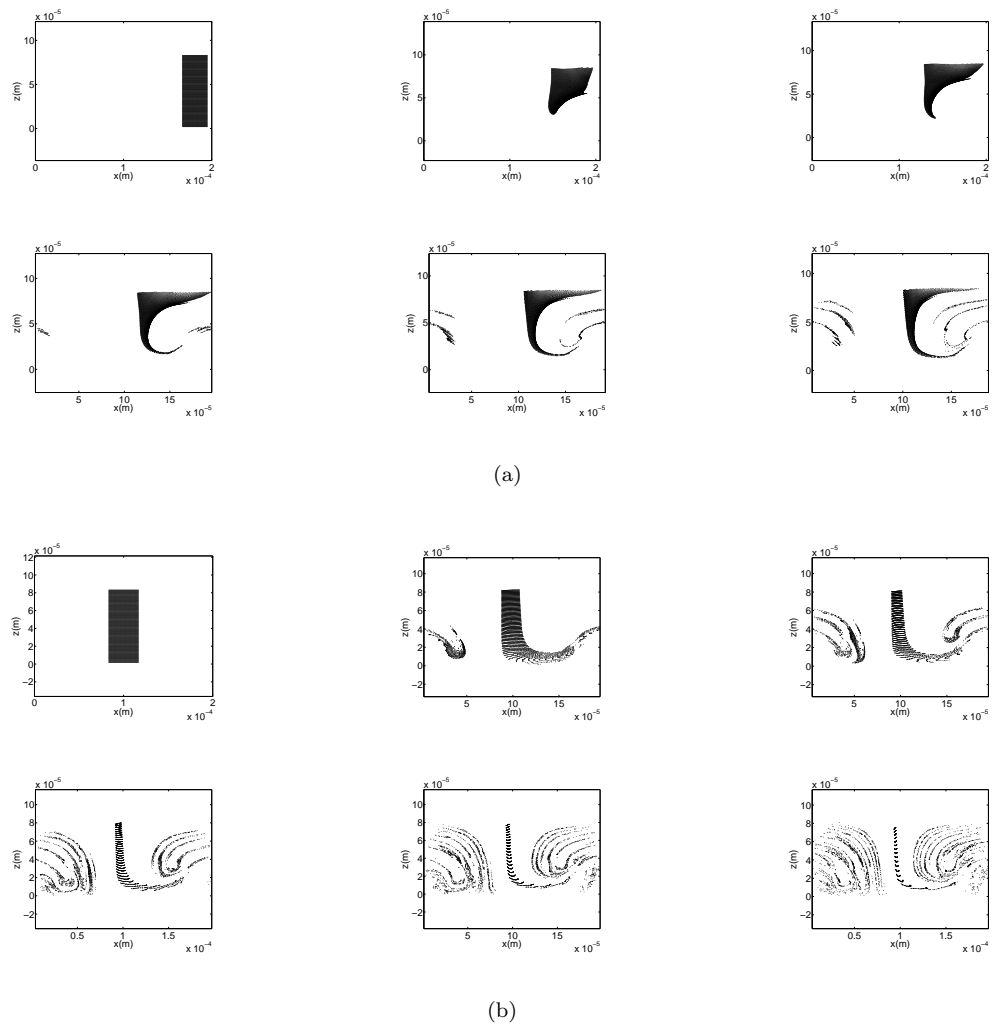 x 10⁻⁵ x 10⁻⁵ x 10⁻⁵
10 10 10
z(m) 5 z(m) 5 z(m) 5
0 0 0
0 1 2 0 1 2 0 1 2
x(m) x(m) x(m)
x 10⁻⁴ x 10⁻⁴ x 10⁻⁴
x 10⁻⁵ x 10⁻⁵ x 10⁻⁵
10 10 10
z(m) 5 z(m) 5 z(m) 5
0 0 0
5 10 15 5 10 15 5 10 15
x(m) x(m) x(m)
x 10⁻⁵ x 10⁻⁵ x 10⁻⁵
(a)
x 10⁻⁵ x 10⁻⁵ x 10⁻⁵
12
10 10 10
8 8 8
6 6 6
z(m) 4 z(m) 4 z(m) 4
2 2 2
0 0 0
−2 −2 −2
0 1 2 5 10 15 5 10 15
x(m) x(m) x(m)
x 10⁻⁴ x 10⁻⁵ x 10⁻⁵
x 10⁻⁵ x 10⁻⁵ x 10⁻⁵
10 10 10
8 8 8
6 6 6
z(m) 4 z(m) 4 z(m) 4
2 2 2
0 0 0
−2 −2 −2
0.5 1 1.5 5 10 15 0.5 1 1.5
x(m) x(m) x(m)
x 10⁻⁴ x 10⁻⁵ x 10⁻⁴
(b)